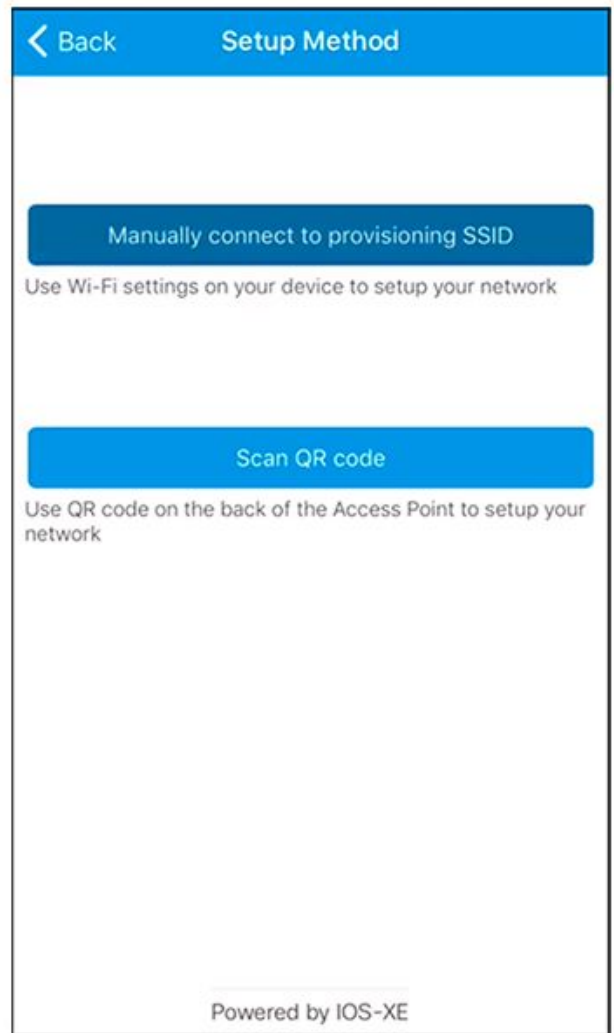 Back
Setup Method
Manually connect to provisioning SSID
Use Wi-Fi settings on your device to setup your network
Scan QR code
Use QR code on the back of the Access Point to setup your
network
Powered by IOS-XE